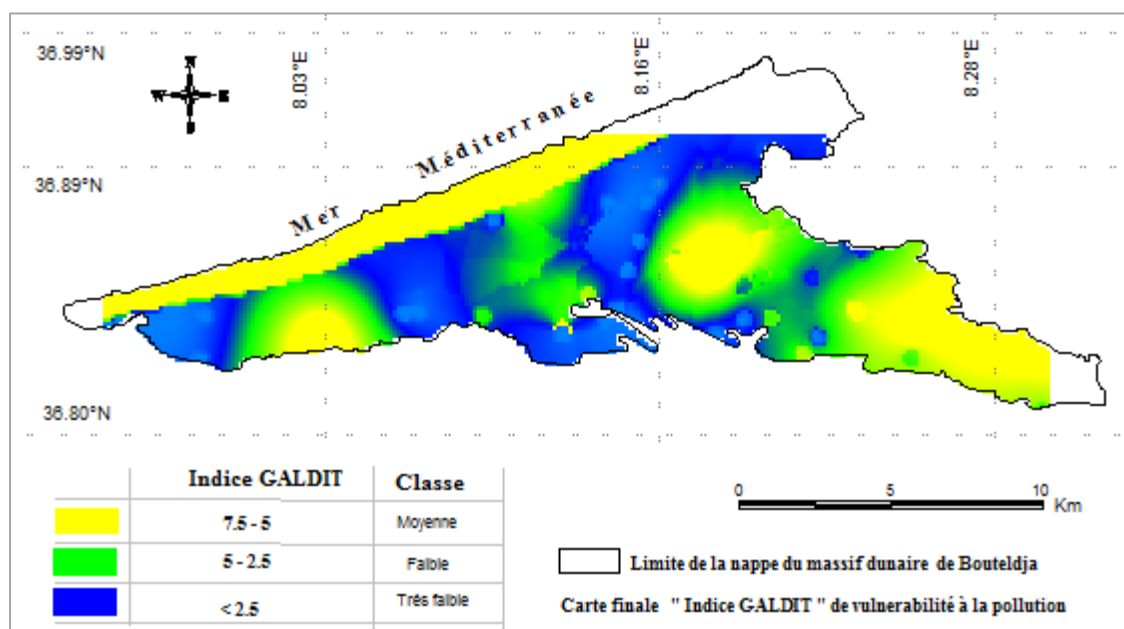 36.99°N
8.03°E
8.16°E
8.28°E
N
W
E
S
Mer Méditerranée
36.89°N
36.80°N
Indice GALDIT Classe
7.5 - 5 Moyenne
5 - 2.5 Faible
< 2.5 Trés faible
0 5 10
Km
Limite de la nappe du massif dunaire de Bouteldja
Carte finale " Indice GALDIT " de vulnerabilité à la pollution